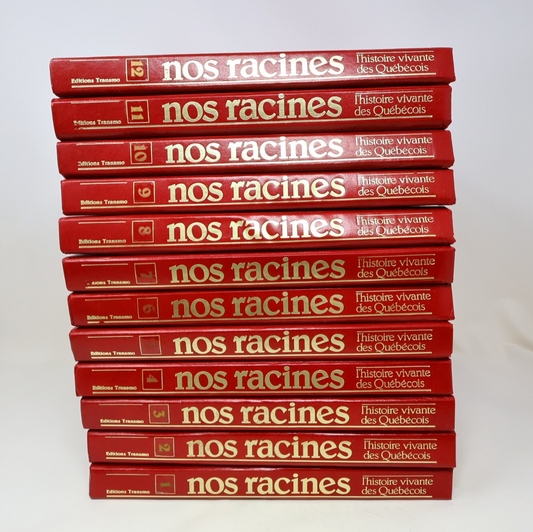 Editions Transmo 12 nos racines l'histoire vivante
des Québécois
Editions Transmo 11 nos racines l'histoire vivante
des Québécois
Editions Transmo 10 nos racines l'histoire vivante
des Québécois
Editions Transmo 9 nos racines l'histoire vivante
des Québécois
Editions Transmo 8 nos racines l'histoire vivante
des Québécois
Transmo 7 nos racines l'histoire vivante
des Québécois
Editions Transmo 6 nos racines l'histoire vivante
des Québécois
Editions Transmo nos racines l'histoire vivante
des Québécois
Editions Transmo 4 nos racines l'histoire vivante
des Québécois
Editions Transmo 3 nos racines l'histoire vivante
des Québécois
Editions Transmo 2 nos racines l'histoire vivante
des Québécois
Editions Transmo 1 nos racines l'histoire vivante
des Québécois